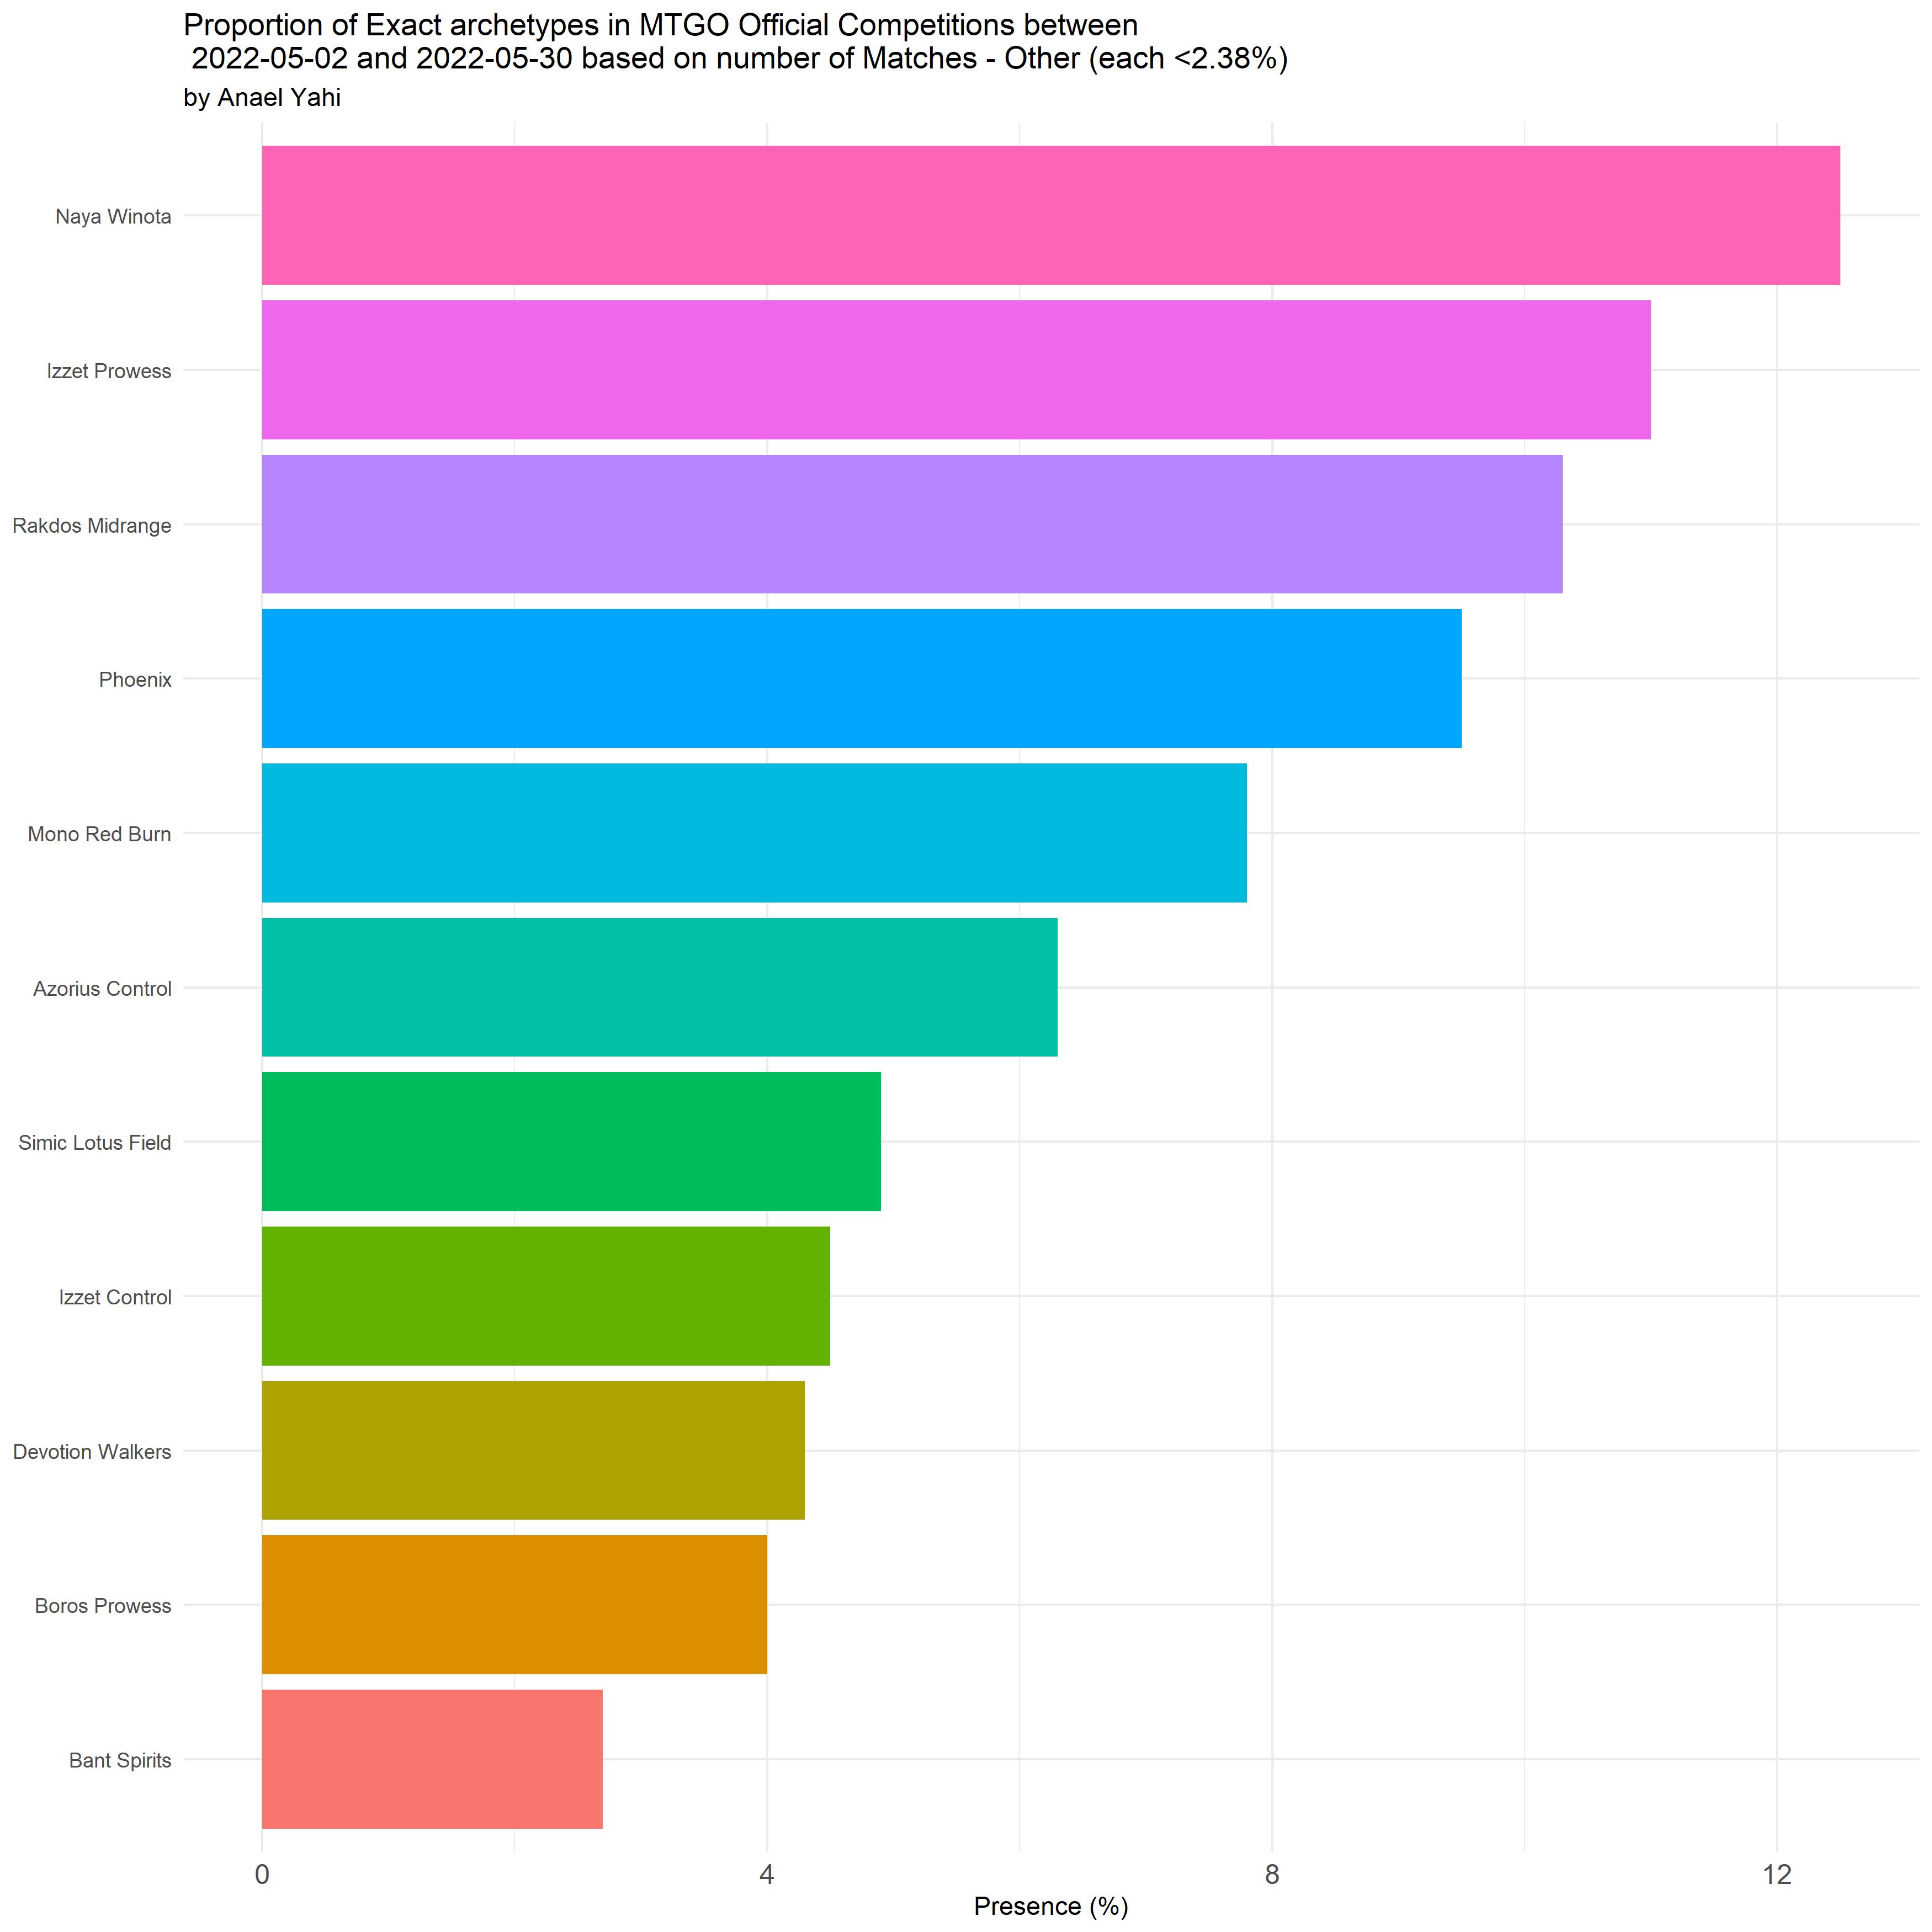 Proportion of Exact archetypes in MTGO Official Competitions between
2022-05-02 and 2022-05-30 based on number of Matches - Other (each <2.38%)
by Anael Yahi
Naya Winota
Izzet Prowess
Rakdos Midrange
Phoenix
Mono Red Burn
Azorius Control
Simic Lotus Field
Izzet Control
Devotion Walkers
Boros Prowess
Bant Spirits
0 4 8 12
Presence (%)